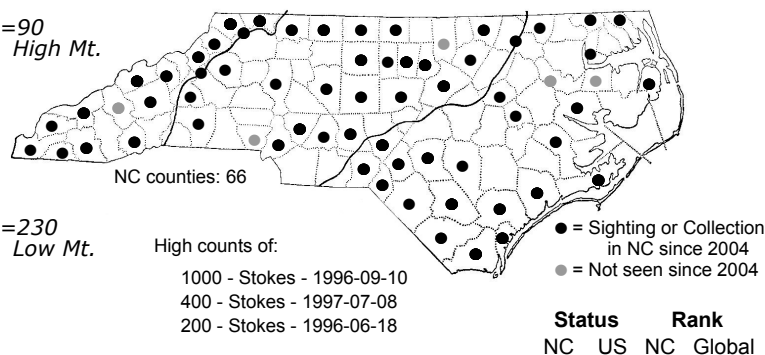 =90
High Mt.
NC counties: 66
=230
Low Mt.
High counts of:
1000 - Stokes - 1996-09-10
400 - Stokes - 1997-07-08
200 - Stokes - 1996-06-18
= Sighting or Collection
in NC since 2004
= Not seen since 2004
Status Rank
NC US NC Global